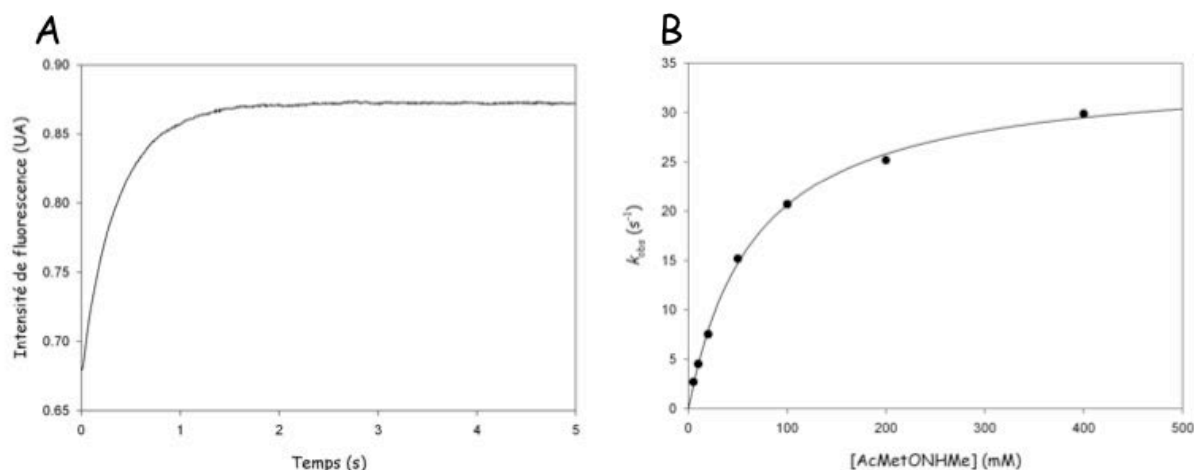 A
Intensité de fluorescence (UA)
0.90
0.85
0.80
0.75
0.70
0.65
0 1 2 3 4 5
Temps (s)
B
kobs (s-1)
35
30
25
20
15
10
5
0
0 100 200 300 400 500
[AcMetONHMe] (mM)